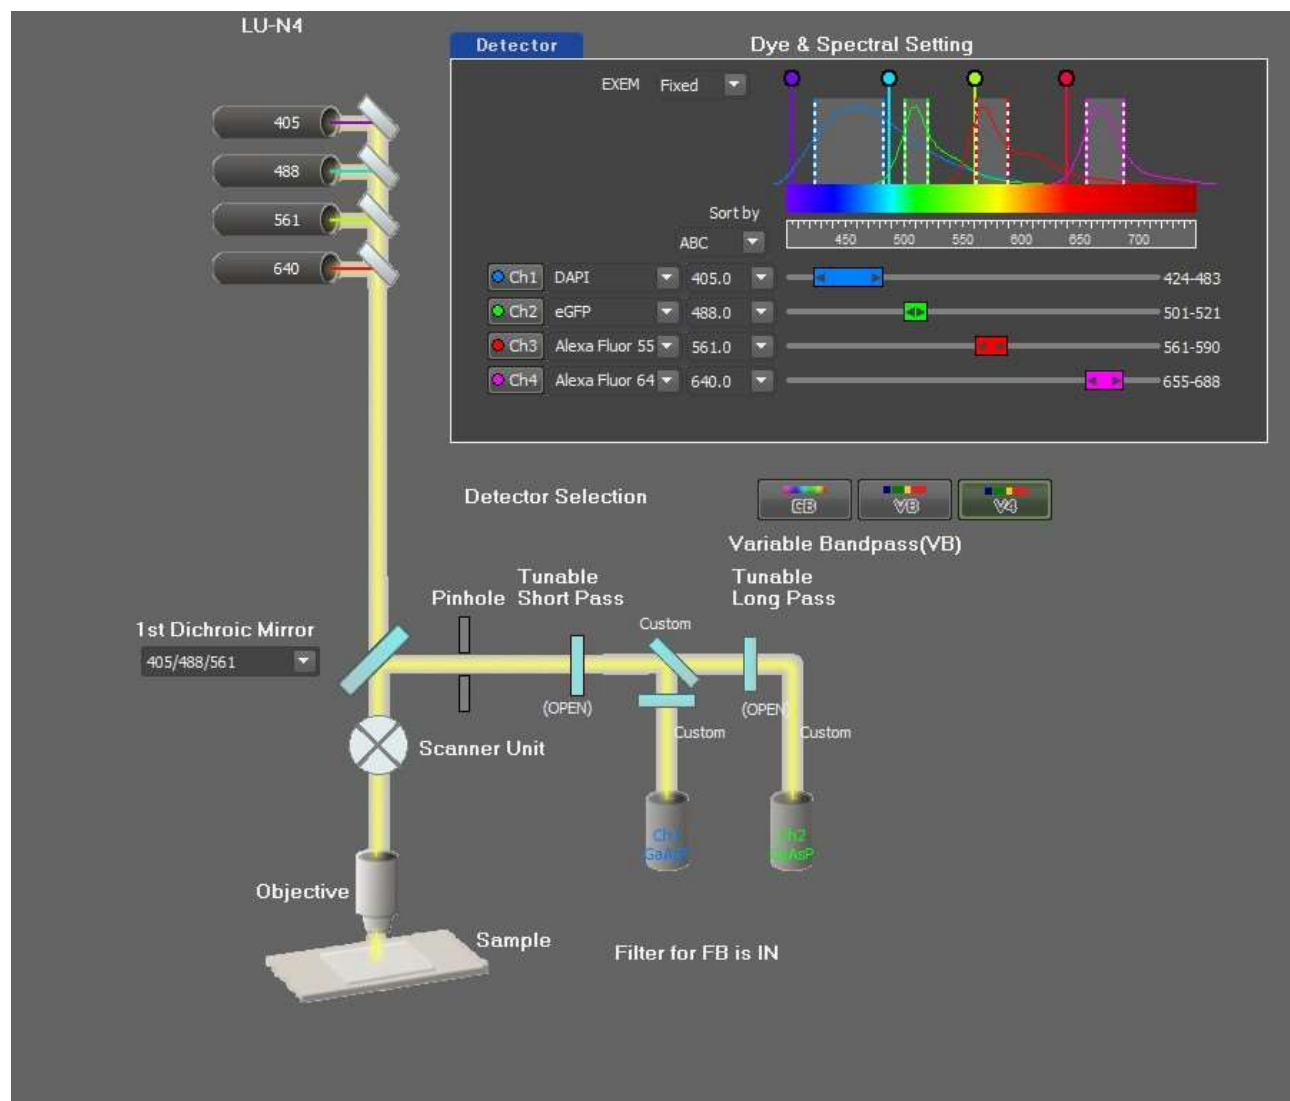 LU-N4
405
488
561
640
Detector
Dye & Spectral Setting
EXEM Fixed
Sort by
ABC
450 500 550 600 650 700
Ch1 DAPI 405.0 424-483
Ch2 eGFP 488.0 501-521
Ch3 Alexa Fluor 55 561.0 561-590
Ch4 Alexa Fluor 64 640.0 655-688
Detector Selection
GB VB V4
Variable Bandpass(VB)
Pinhole
Tunable
Short Pass
Tunable
Long Pass
Custom
1st Dichroic Mirror
405/488/561
(OPEN)
(OPEN)
Custom
Custom
Scanner Unit
Ch1
GaAsP
Ch2
GaAsP
Objective
Sample
Filter for FB is IN